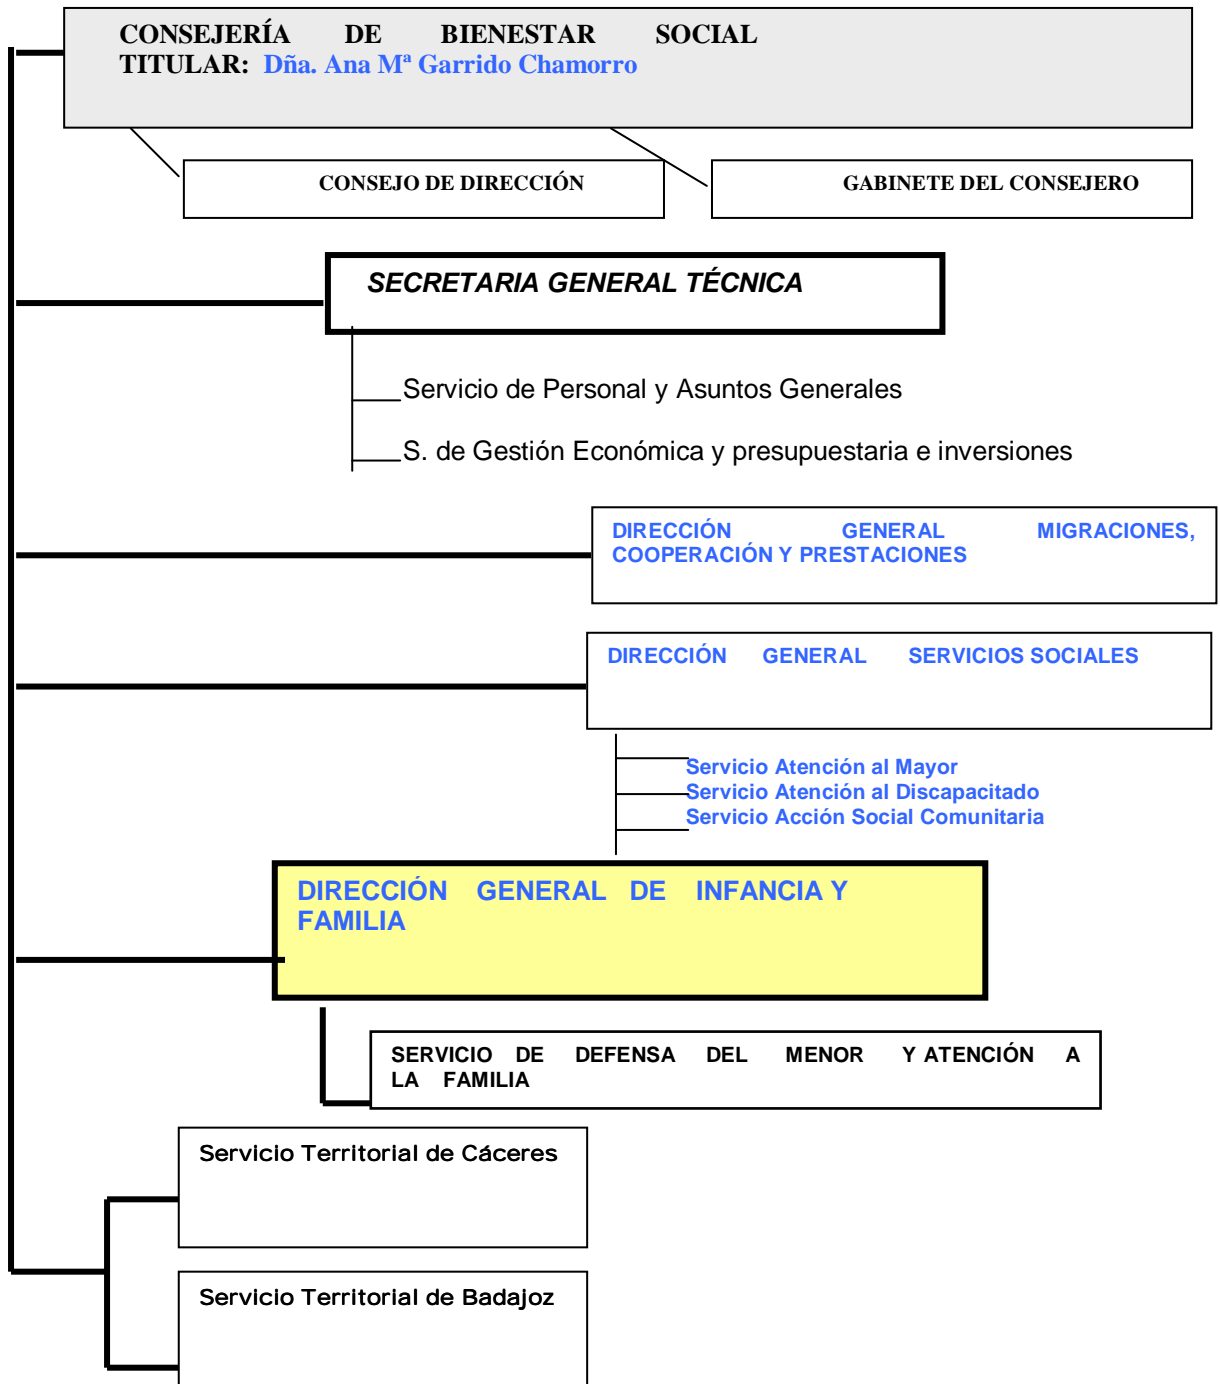 CONSEJERÍA DE BIENESTAR SOCIAL
TITULAR: Dña. Ana Mª Garrido Chamorro
CONSEJO DE DIRECCIÓN
GABINETE DEL CONSEJERO
SECRETARIA GENERAL TÉCNICA
Servicio de Personal y Asuntos Generales
S. de Gestión Económica y presupuestaria e inversiones
DIRECCIÓN GENERAL MIGRACIONES,
COOPERACIÓN Y PRESTACIONES
DIRECCIÓN GENERAL SERVICIOS SOCIALES
Servicio Atención al Mayor
Servicio Atención al Discapacitado
Servicio Acción Social Comunitaria
DIRECCIÓN GENERAL DE INFANCIA Y
FAMILIA
SERVICIO DE DEFENSA DEL MENOR Y ATENCIÓN A
LA FAMILIA
Servicio Territorial de Cáceres
Servicio Territorial de Badajoz